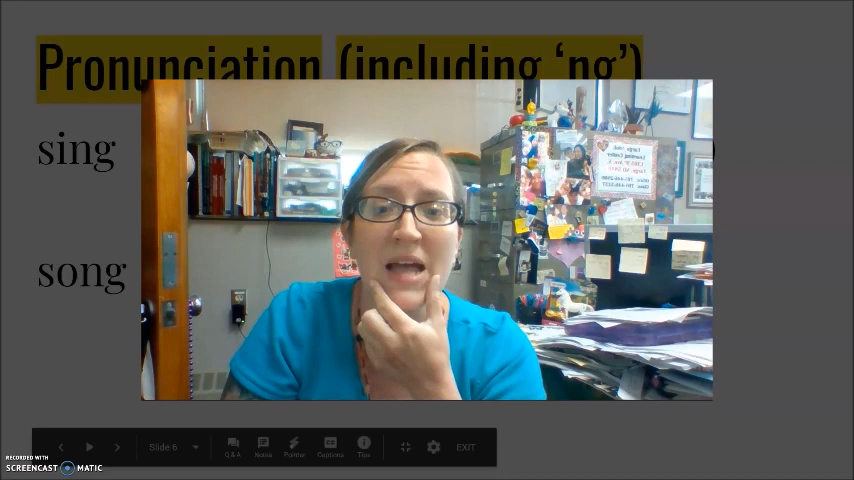 Pronunciation (including 'ng')
sing
song
Slide 6
Q & A
Notes
Pointer
Captions
Tips
EXIT
RECORDED WITH
SCREENCAST MATIC